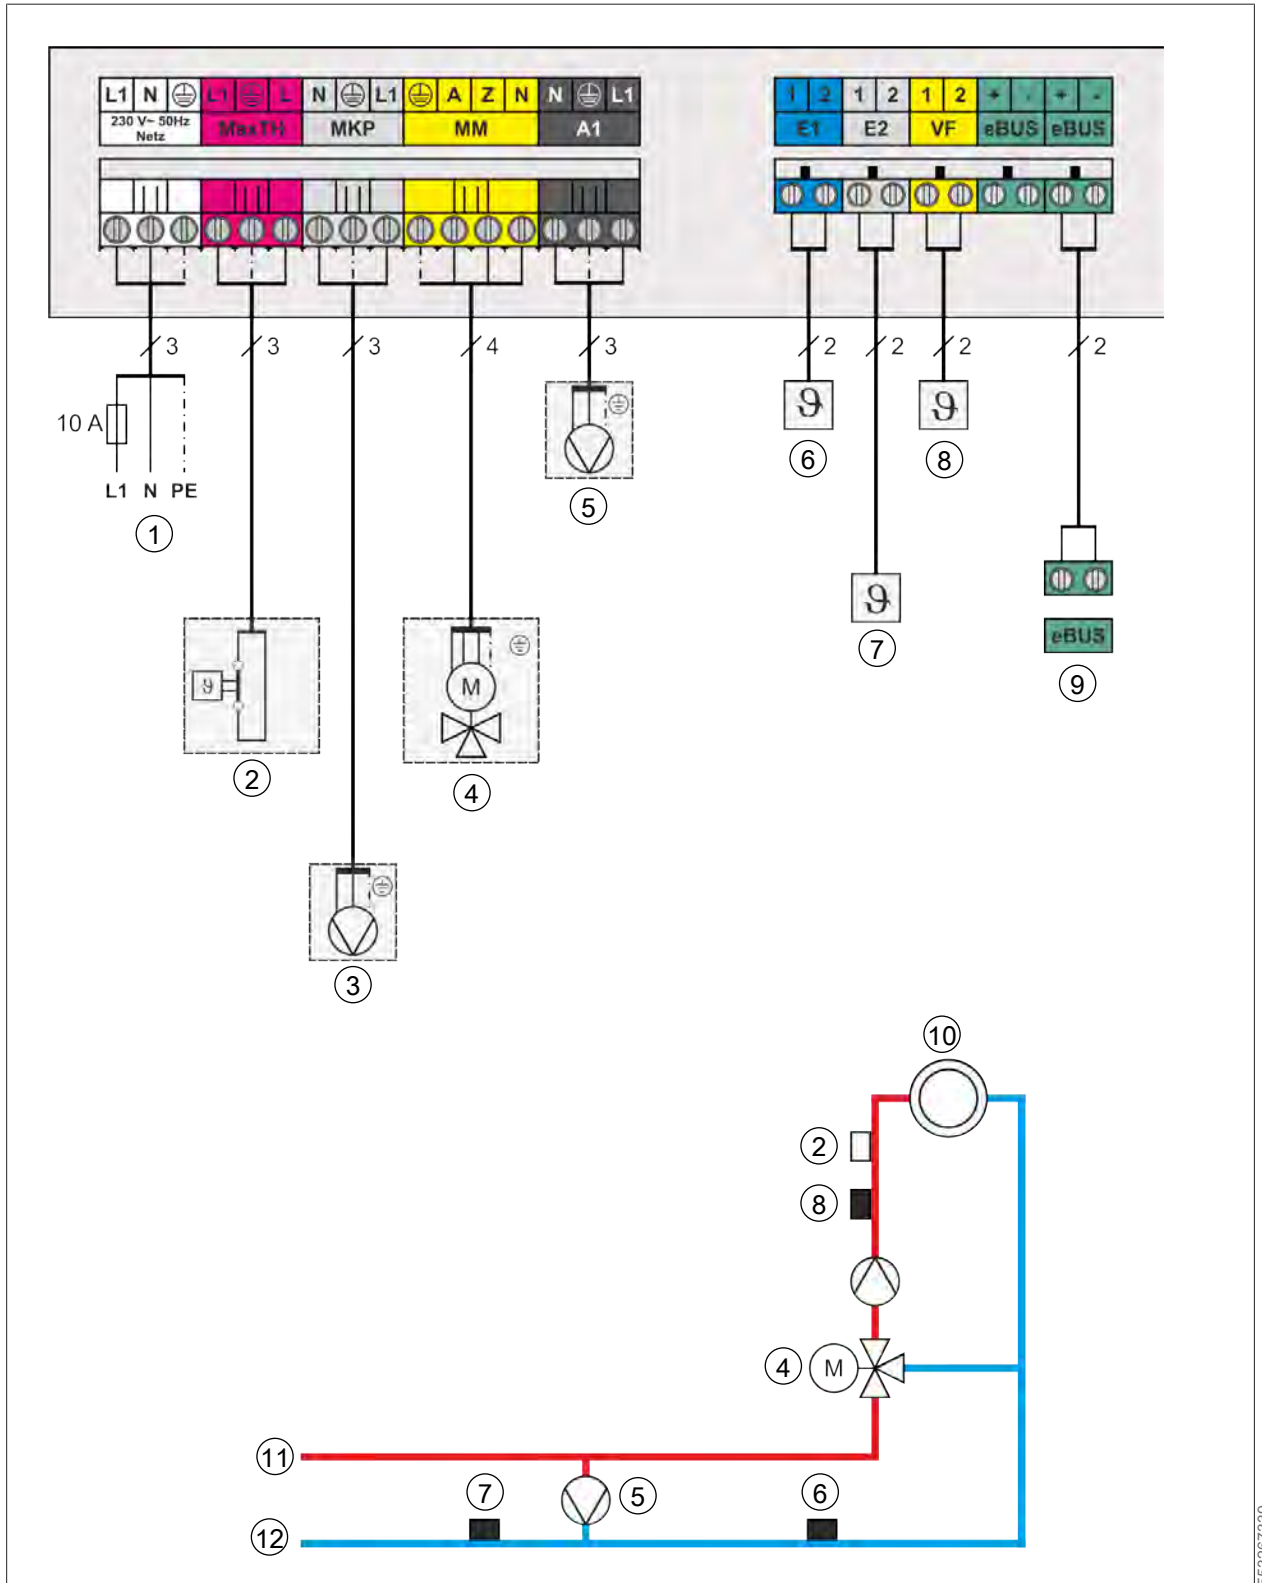 L1 N L1 L N L1 A Z N N L1
230 V~ 50Hz
Netz
MaxTH MKP MM A1
1 2 1 2 1 2 + - + -
E1 E2 VF eBUS eBUS
3 3 3 4 3 2 2 2 2
10 A
L1 N PE
1
5
ϑ
6
ϑ
8
ϑ
7
eBUS
9
ϑ
2
M
4
3
10
2
8
4 M
11
7 5 6
12